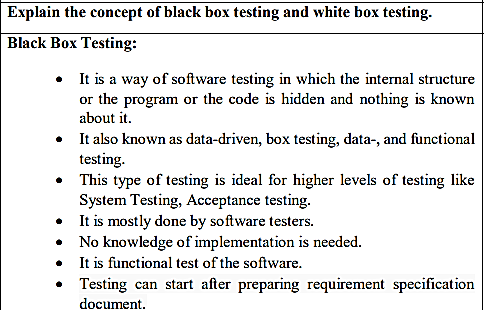 Explain the concept of black box testing and white box testing.
Black Box Testing:
• It is a way of software testing in which the internal structure
or the program or the code is hidden and nothing is known
about it.
• It also known as data-driven, box testing, data-, and functional
testing.
• This type of testing is ideal for higher levels of testing like
System Testing, Acceptance testing.
• It is mostly done by software testers.
• No knowledge of implementation is needed.
• It is functional test of the software.
• Testing can start after preparing requirement specification
document.